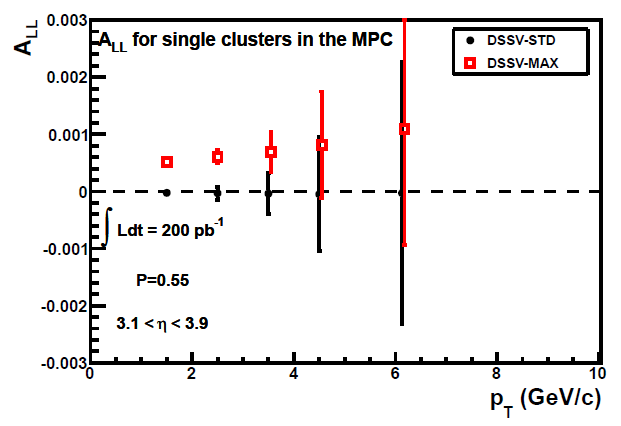 A_LL
0.003
0.002
0.001
0
-0.001
-0.002
-0.003
A_LL for single clusters in the MPC
DSSV-STD
DSSV-MAX
∫ Ldt = 200 pb^-1
P=0.55
3.1 < η < 3.9
0 2 4 6 8 10
p_T (GeV/c)